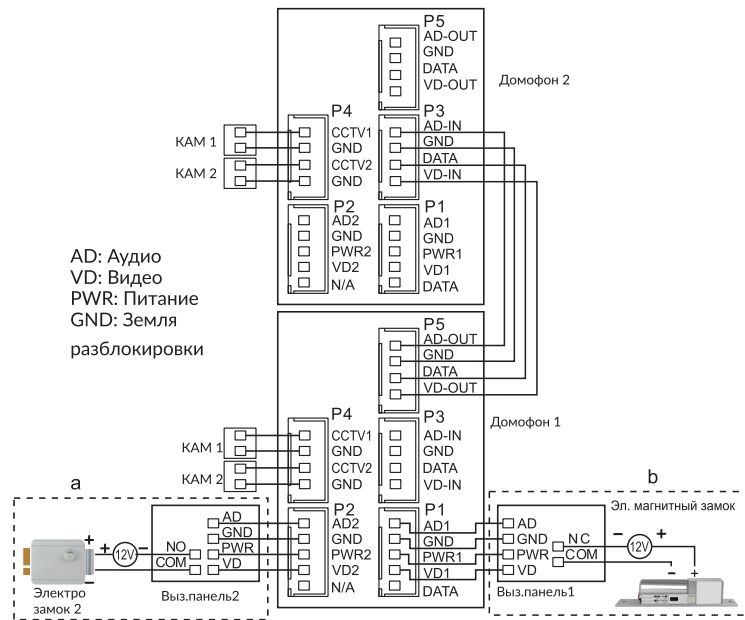 P5
AD-OUT
GND
DATA
VD-OUT
Домофон 2
P4
CCTV1
GND
CCTV2
GND
КАМ 1
КАМ 2
P3
AD-IN
GND
DATA
VD-IN
P2
AD2
GND
PWR2
VD2
N/A
P1
AD1
GND
PWR1
VD1
DATA
AD: Аудио
VD: Видео
PWR: Питание
GND: Земля
разблокировки
P5
AD-OUT
GND
DATA
VD-OUT
Домофон 1
P4
CCTV1
GND
CCTV2
GND
КАМ 1
КАМ 2
P3
AD-IN
GND
DATA
VD-IN
P2
AD2
GND
PWR2
VD2
N/A
P1
AD1
GND
PWR1
VD1
DATA
a
AD
GND
PWR
VD
NO
COM
+ 12V −
+
−
Электро
замок 2
Выз.панель2
b
Эл. магнитный замок
AD
GND
PWR
VD
NC
COM
− 12V +
− +
Выз.панель1